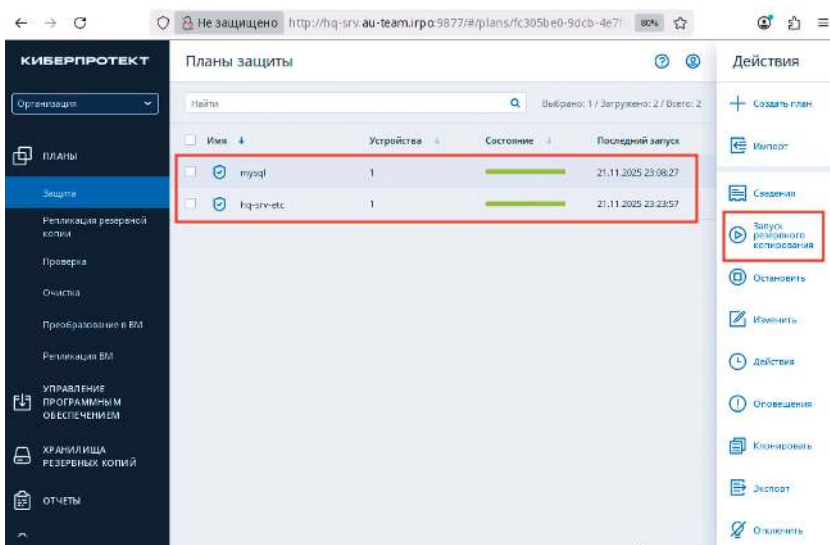 Не защищено http://hq-srv.au-team.irpo:9877/#/plans/fc305be0-9dcb-4e7f 80%
КИБЕРПРОТЕКТ
Организация
ПЛАНЫ
Защита
Репликация резервной
копии
Проверка
Очистка
Преобразование в ВМ
Репликация ВМ
УПРАВЛЕНИЕ
ПРОГРАММНЫМ
ОБЕСПЕЧЕНИЕМ
ХРАНИЛИЩА
РЕЗЕРВНЫХ КОПИЙ
ОТЧЕТЫ
Планы защиты
Найти Выбрано: 1 / Загружено: 2 / Всего: 2
Имя Устройства Состояние Последний запуск
mysql 1 21.11.2025 23:08:27
hq-srv-etc 1 21.11.2025 23:23:57
Действия
Создать план
Импорт
Сведения
Запуск
резервного
копирования
Остановить
Изменить
Действия
Оповещения
Клонировать
Экспорт
Отключить